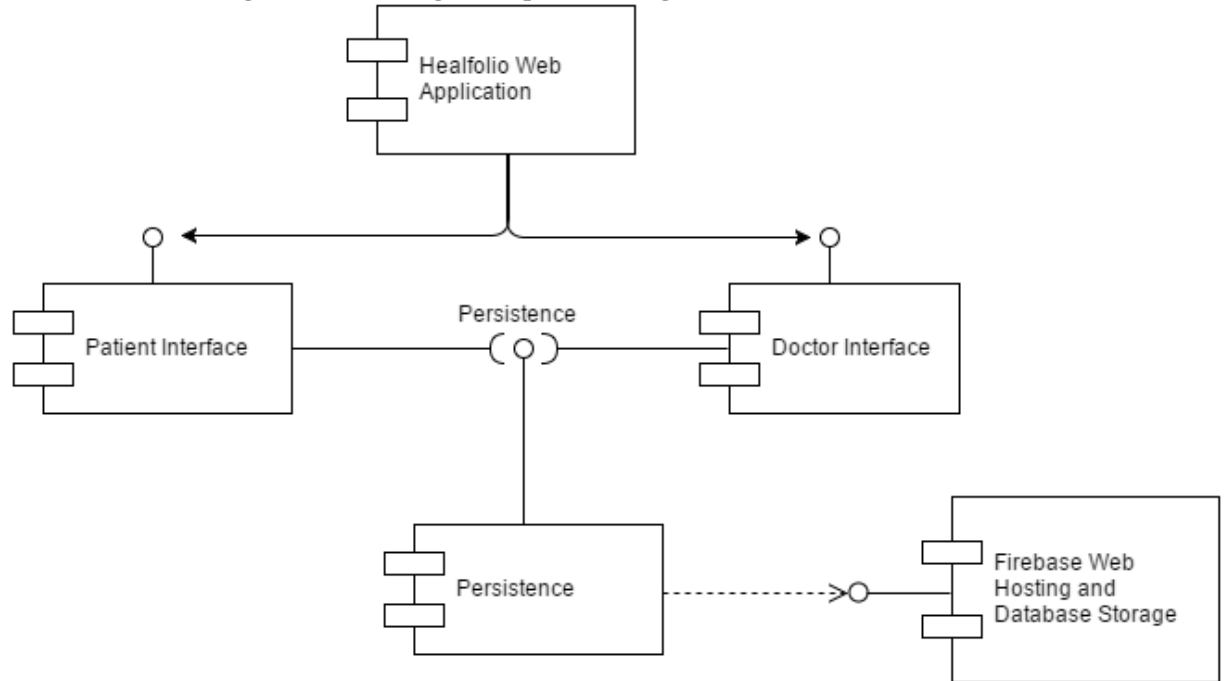 Healfolio Web
Application
Persistence
Patient Interface
Doctor Interface
Persistence
Firebase Web
Hosting and
Database Storage